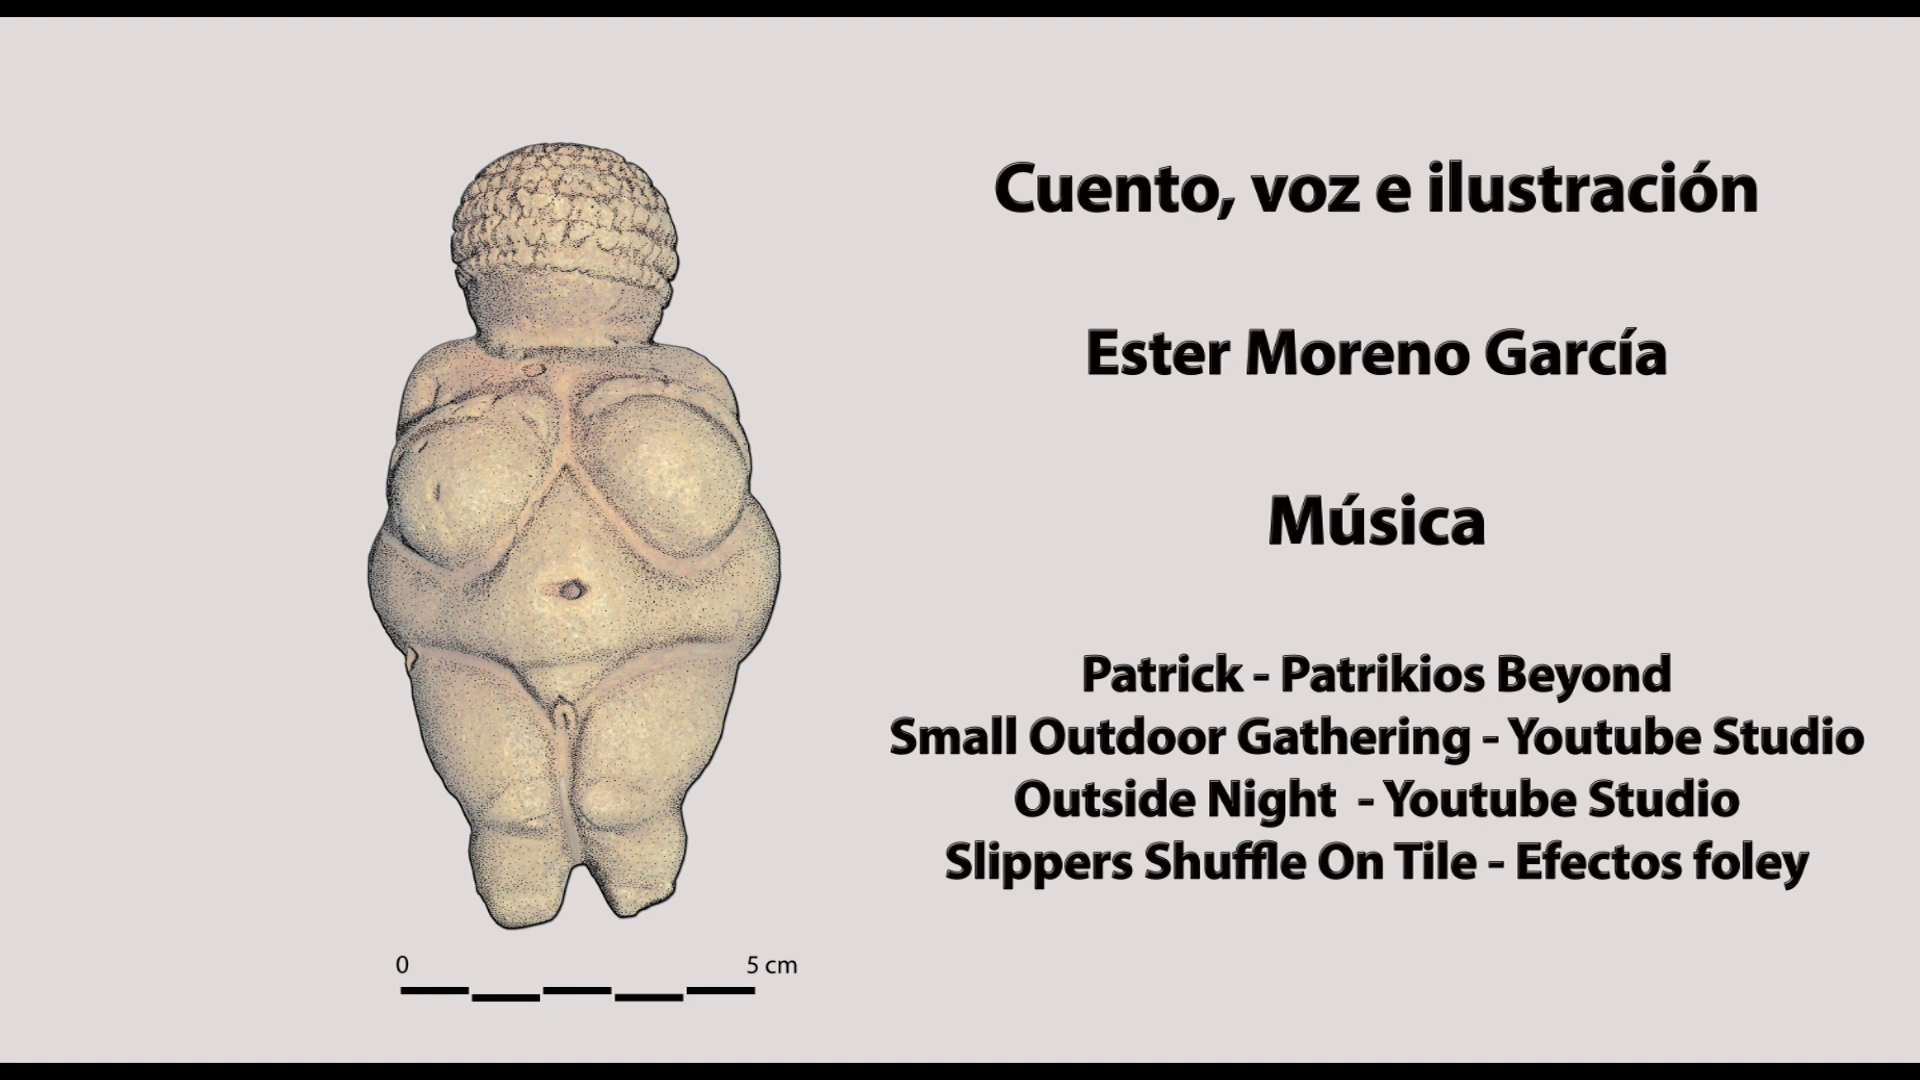 Cuento, voz e ilustración
Ester Moreno García
Música
Patrick - Patrikios Beyond
Small Outdoor Gathering - Youtube Studio
Outside Night - Youtube Studio
Slippers Shuffle On Tile - Efectos foley
0 5 cm